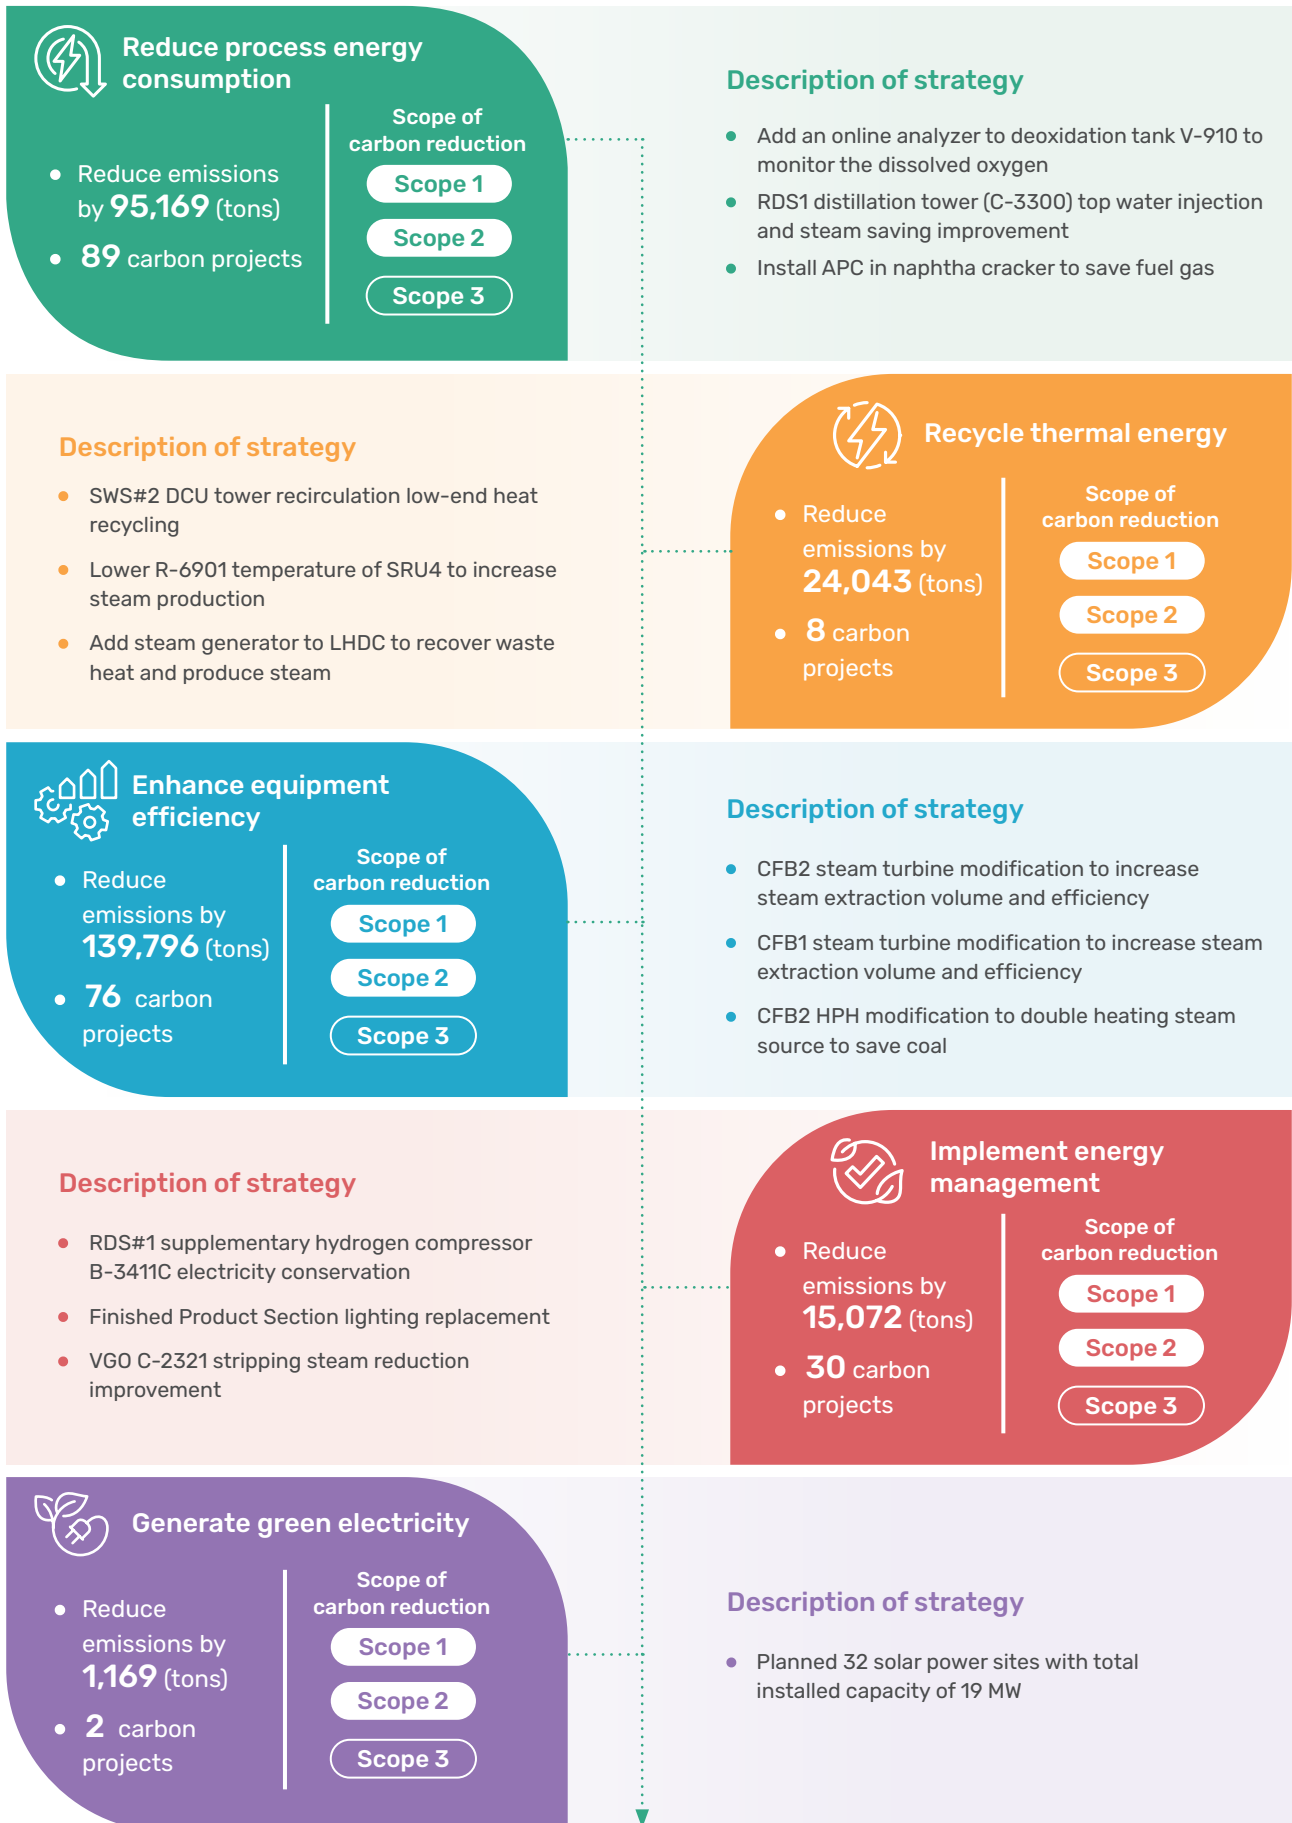 Reduce process energy
consumption
Reduce emissions
by 95,169 (tons)
89 carbon projects
Scope of
carbon reduction
Scope 1
Scope 2
Scope 3
Description of strategy
Add an online analyzer to deoxidation tank V-910 to
monitor the dissolved oxygen
RDS1 distillation tower (C-3300) top water injection
and steam saving improvement
Install APC in naphtha cracker to save fuel gas
Description of strategy
SWS#2 DCU tower recirculation low-end heat
recycling
Lower R-6901 temperature of SRU4 to increase
steam production
Add steam generator to LHDC to recover waste
heat and produce steam
Recycle thermal energy
Reduce
emissions by
24,043 (tons)
8 carbon
projects
Scope of
carbon reduction
Scope 1
Scope 2
Scope 3
Enhance equipment
efficiency
Reduce
emissions by
139,796 (tons)
76 carbon
projects
Scope of
carbon reduction
Scope 1
Scope 2
Scope 3
Description of strategy
CFB2 steam turbine modification to increase
steam extraction volume and efficiency
CFB1 steam turbine modification to increase steam
extraction volume and efficiency
CFB2 HPH modification to double heating steam
source to save coal
Description of strategy
RDS#1 supplementary hydrogen compressor
B-3411C electricity conservation
Finished Product Section lighting replacement
VGO C-2321 stripping steam reduction
improvement
Implement energy
management
Reduce
emissions by
15,072 (tons)
30 carbon
projects
Scope of
carbon reduction
Scope 1
Scope 2
Scope 3
Generate green electricity
Reduce
emissions by
1,169 (tons)
2 carbon
projects
Scope of
carbon reduction
Scope 1
Scope 2
Scope 3
Description of strategy
Planned 32 solar power sites with total
installed capacity of 19 MW